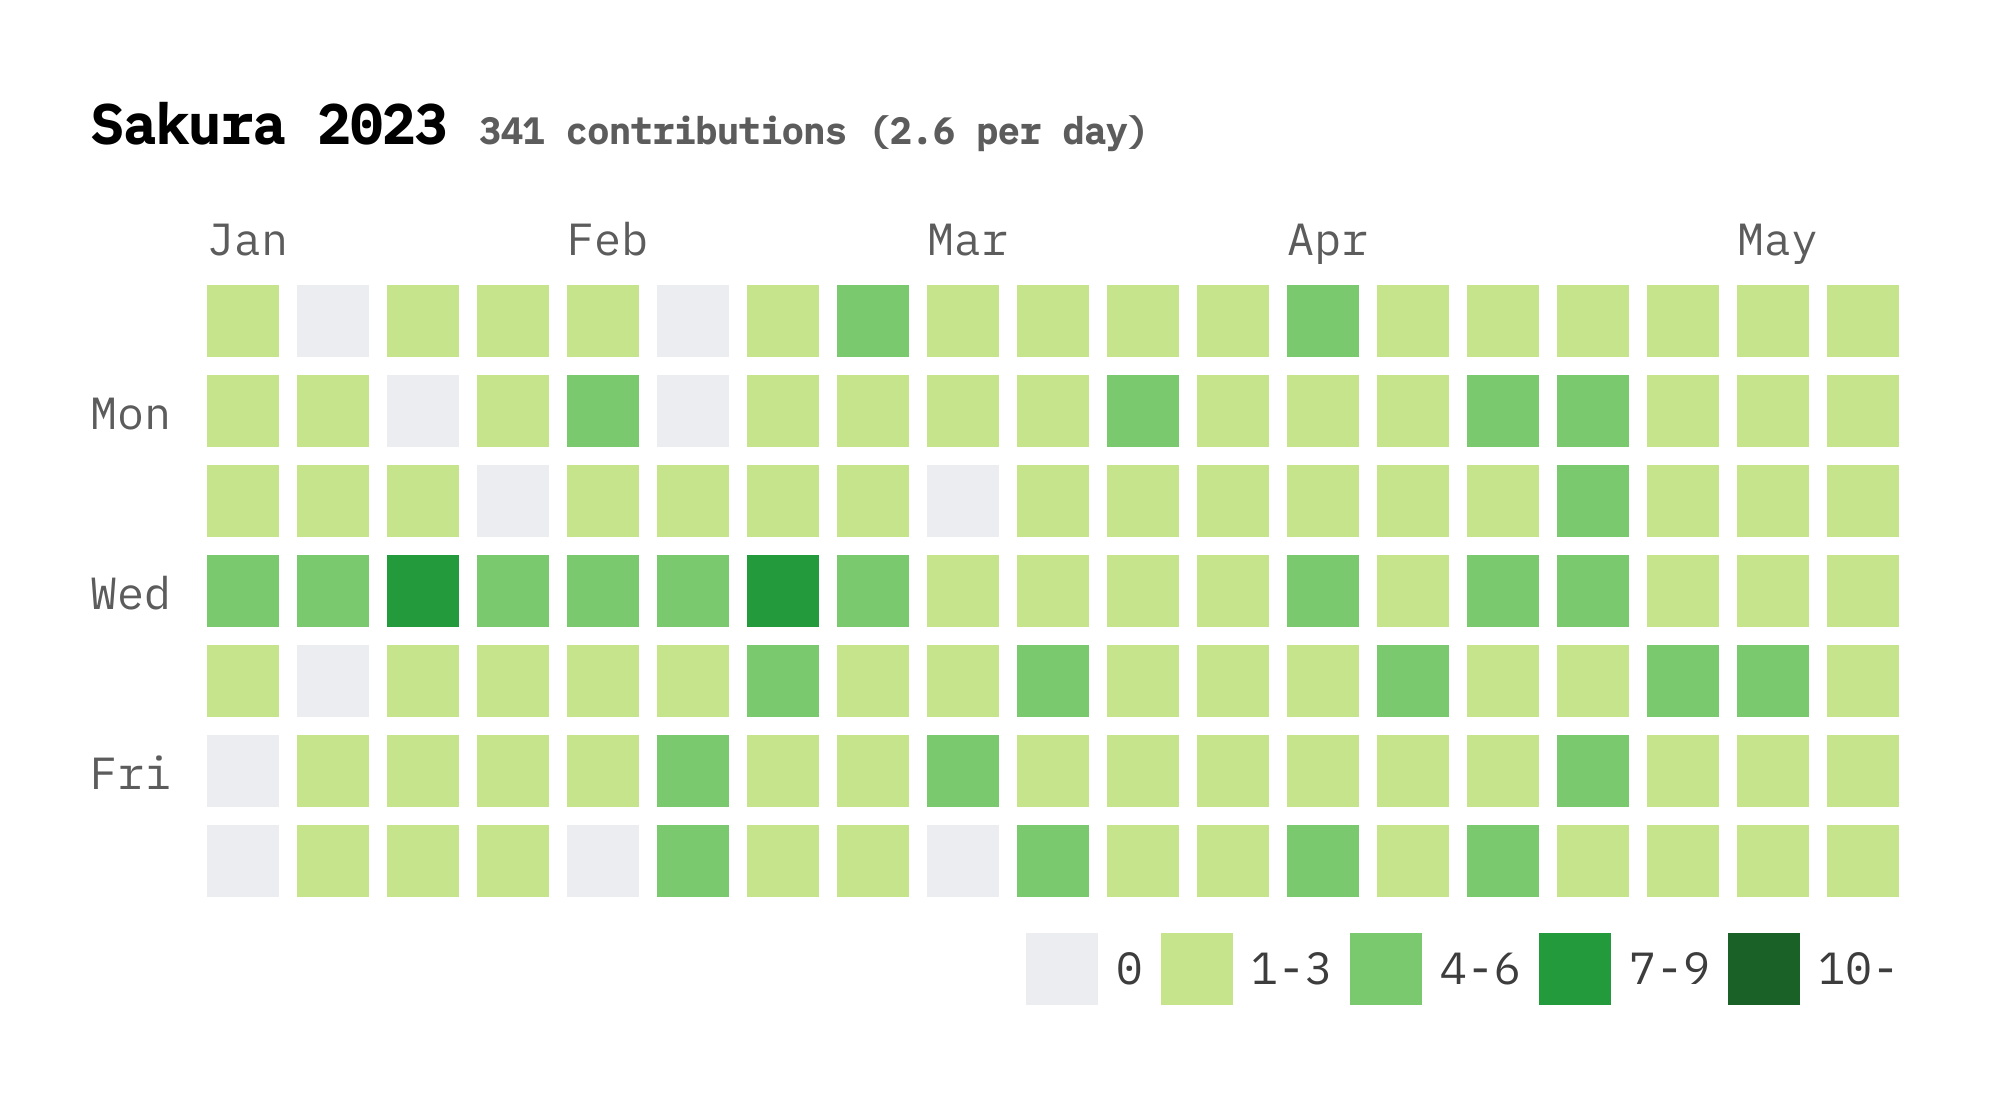 Sakura 2023 341 contributions (2.6 per day)
Jan Feb Mar Apr May
Mon
Wed
Fri
0 1-3 4-6 7-9 10-